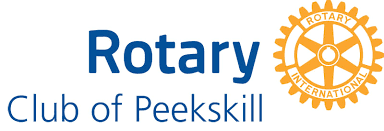 Rotary
Club of Peekskill
ROTARY
INTERNATIONAL